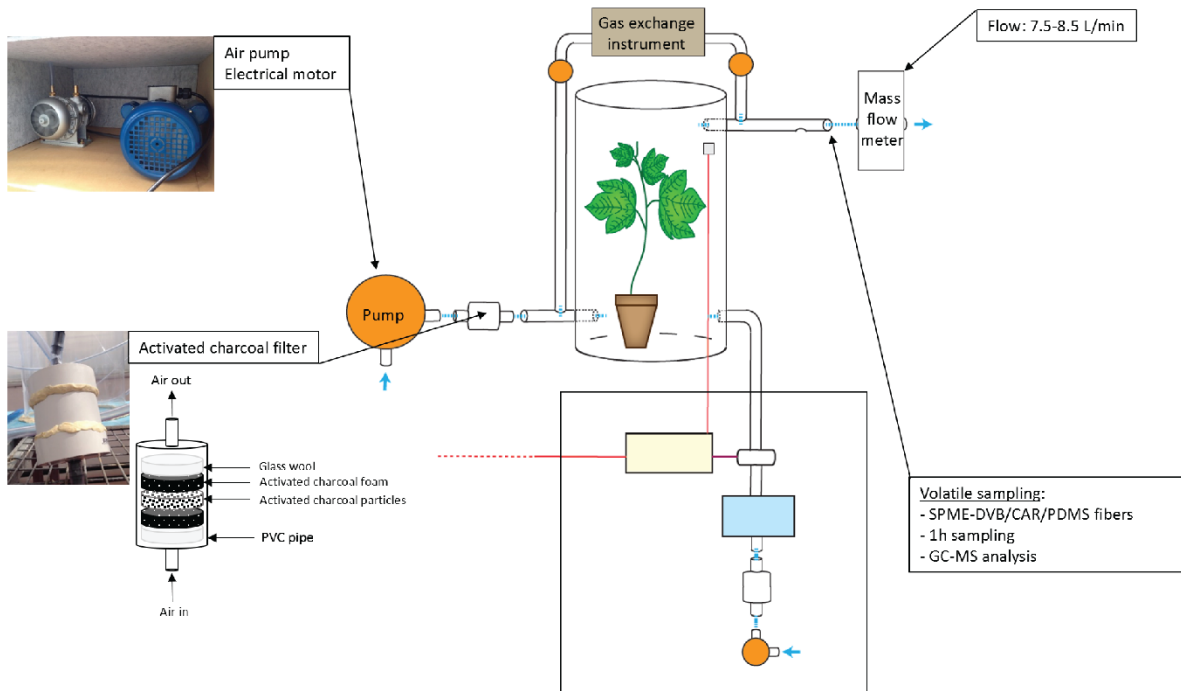 Air pump
Electrical motor
Gas exchange
instrument
Flow: 7.5-8.5 L/min
Mass
flow
meter
Pump
Activated charcoal filter
Air out
Glass wool
Activated charcoal foam
Activated charcoal particles
PVC pipe
Air in
Volatile sampling:
- SPME-DVB/CAR/PDMS fibers
- 1h sampling
- GC-MS analysis